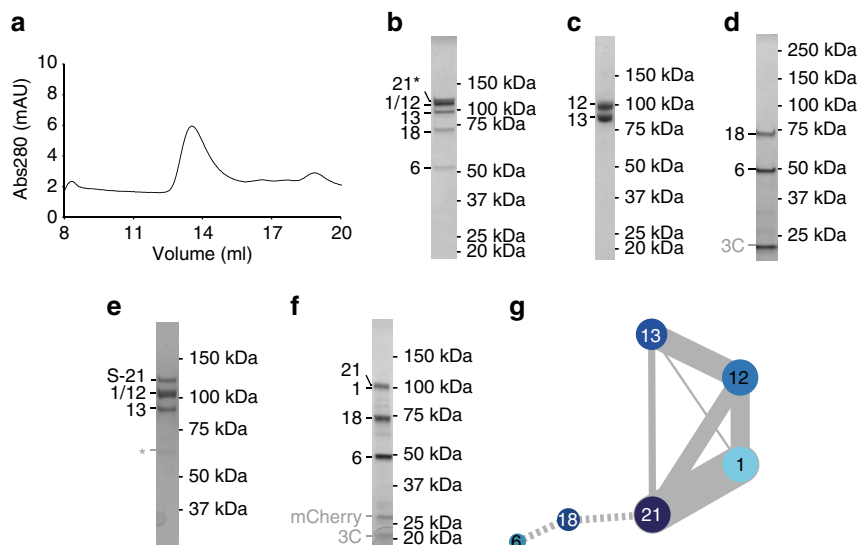 a
10
8
6
4
2
0
Abs280 (mAU)
8 11 14 17 20
Volume (ml)
b
21*
1/12
13
18
6
150 kDa
100 kDa
75 kDa
50 kDa
37 kDa
25 kDa
20 kDa
c
12
13
150 kDa
100 kDa
75 kDa
50 kDa
37 kDa
25 kDa
20 kDa
d
18
6
3C
250 kDa
150 kDa
100 kDa
75 kDa
50 kDa
37 kDa
25 kDa
e
S-21
1/12
13
*
150 kDa
100 kDa
75 kDa
50 kDa
37 kDa
f
21
1
18
6
mCherry
3C
150 kDa
100 kDa
75 kDa
50 kDa
37 kDa
25 kDa
20 kDa
g
13
12
1
21
18
6